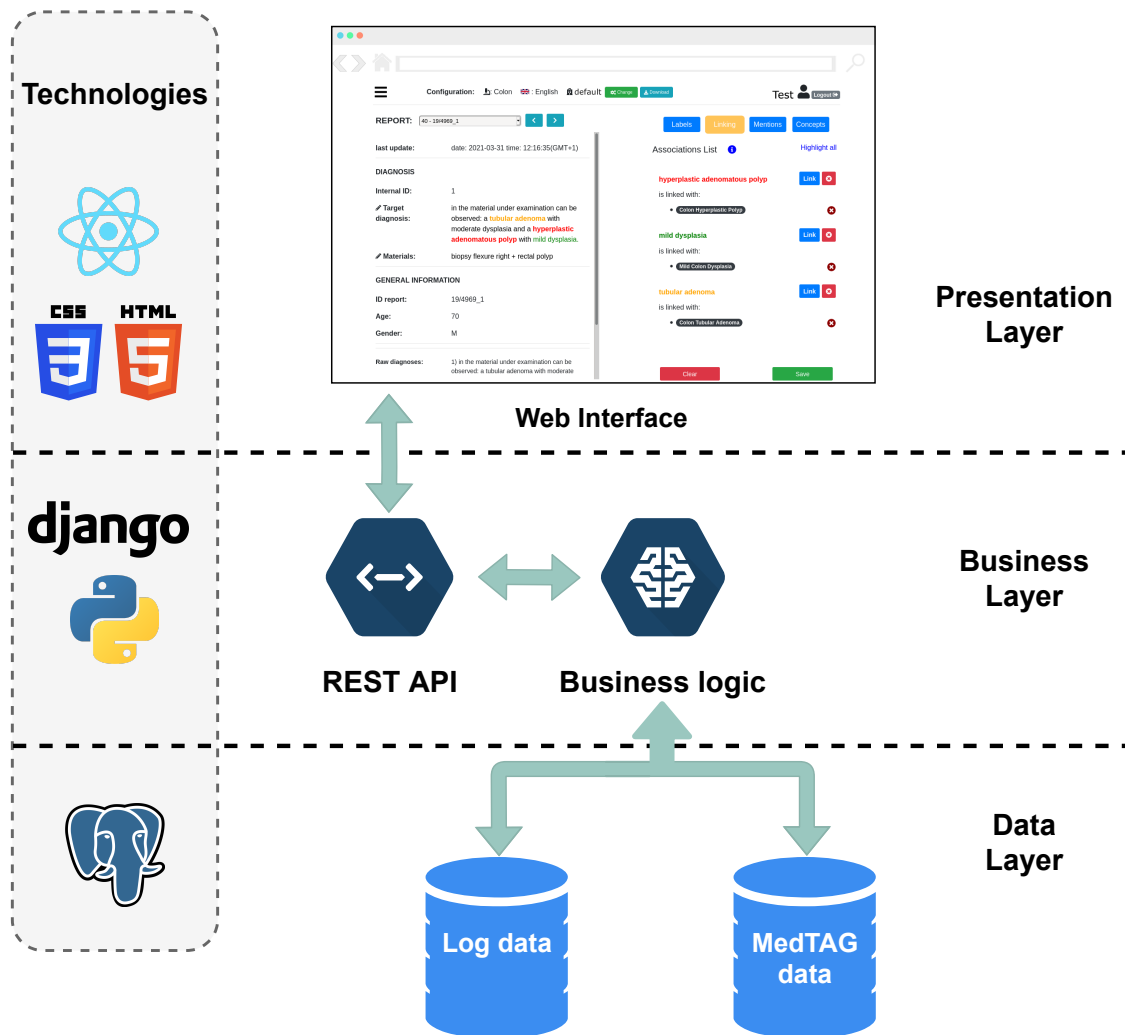 Technologies
CSS HTML
django
Configuration: : Colon : English default Change Download
Test Logout
REPORT: 40 - 19/4969_1
last update: date: 2021-03-31 time: 12:16:35(GMT+1)
DIAGNOSIS
Internal ID: 1
Target diagnosis: in the material under examination can be
observed: a tubular adenoma with
moderate dysplasia and a hyperplastic
adenomatous polyp with mild dysplasia.
Materials: biopsy flexure right + rectal polyp
GENERAL INFORMATION
ID report: 19/4969_1
Age: 70
Gender: M
Raw diagnoses: 1) in the material under examination can be
observed: a tubular adenoma with moderate
Labels Linking Mentions Concepts
Associations List Highlight all
hyperplastic adenomatous polyp Link
is linked with:
Colon Hyperplastic Polyp
mild dysplasia Link
is linked with:
Mild Colon Dysplasia
tubular adenoma Link
is linked with:
Colon Tubular Adenoma
Clear Save
Web Interface
Presentation
Layer
REST API
Business logic
Business
Layer
Log data
MedTAG
data
Data
Layer